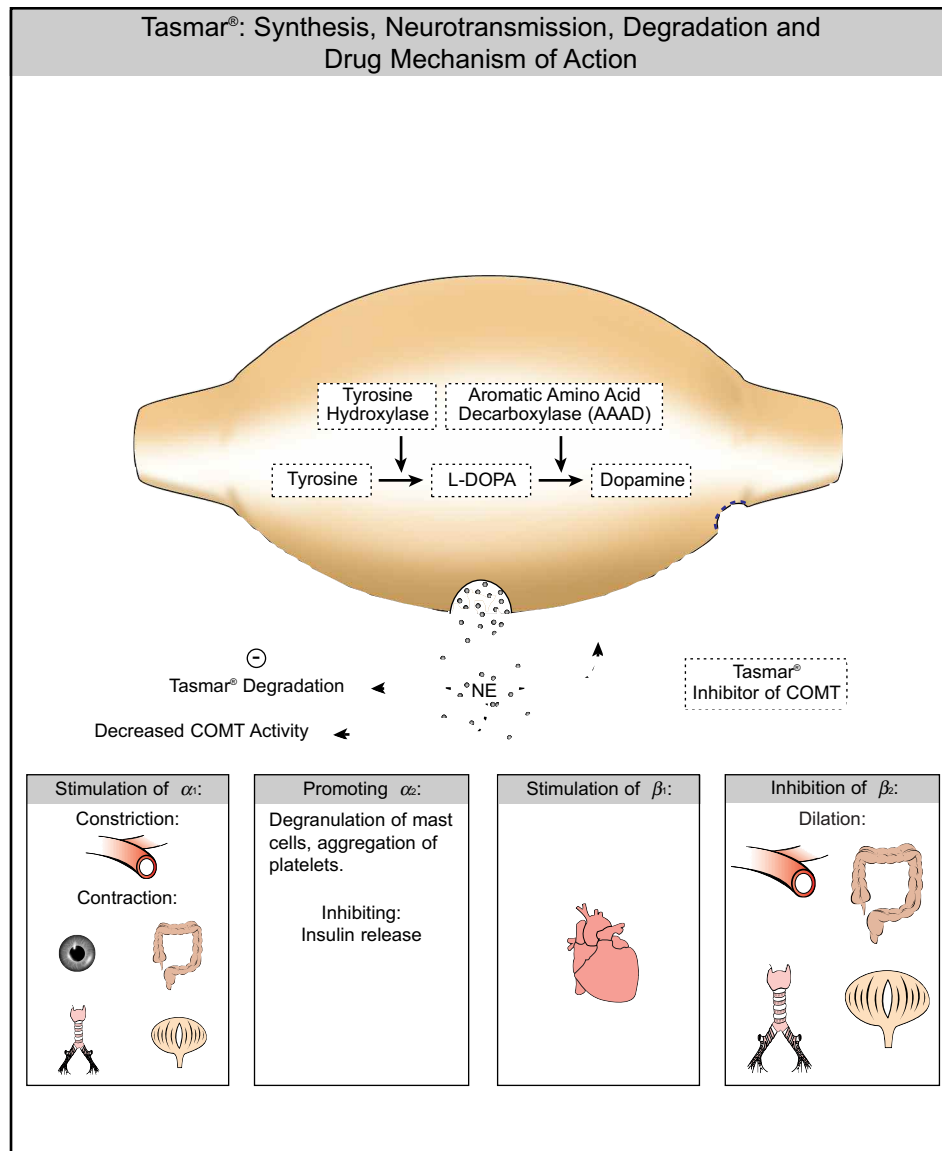 Tasmar®: Synthesis, Neurotransmission, Degradation and
Drug Mechanism of Action
Tyrosine
Hydroxylase
Aromatic Amino Acid
Decarboxylase (AAAD)
Tyrosine
L-DOPA
Dopamine
Tasmar® Degradation
NE
Tasmar®
Inhibitor of COMT
Decreased COMT Activity
Stimulation of α1:
Constriction:
Contraction:
Promoting α2:
Degranulation of mast
cells, aggregation of
platelets.
Inhibiting:
Insulin release
Stimulation of β1:
Inhibition of β2:
Dilation: